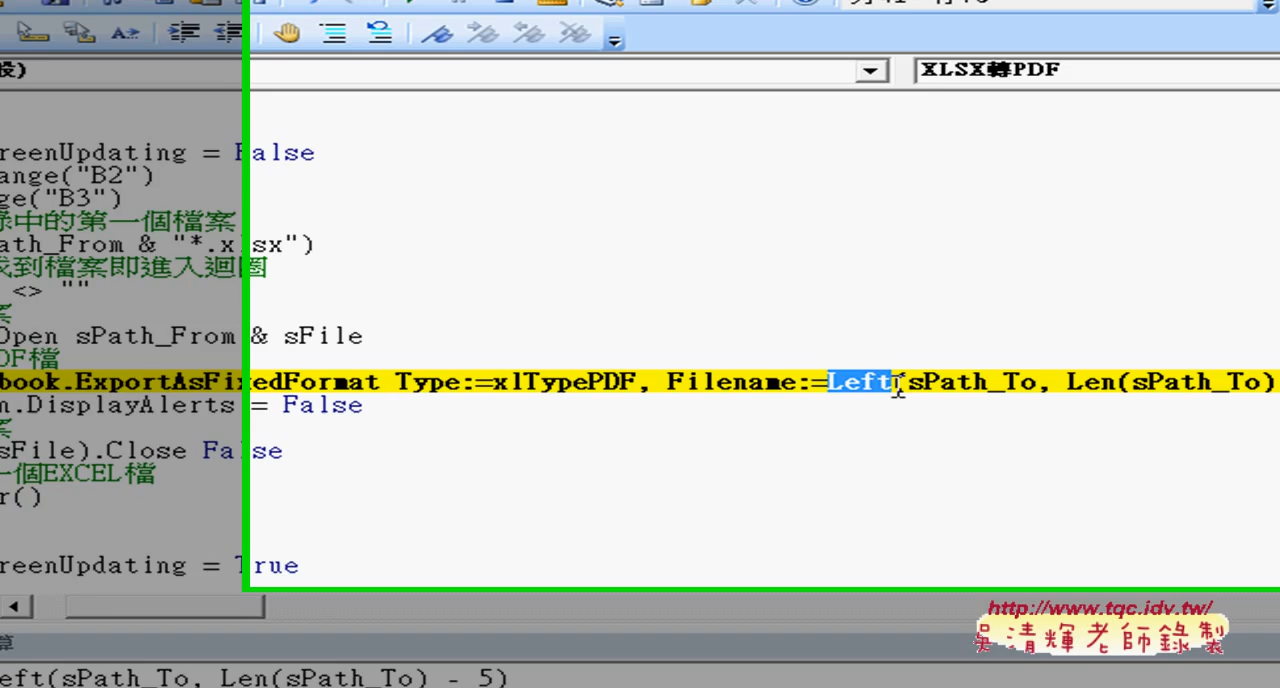 投)
XLSX轉PDF
reenUpdating = False
ange("B2")
ge("B3")
錄中的第一個檔案
ath_From & "*.xlsx")
找到檔案即進入迴圈
<> ""
案
Open sPath_From & sFile
DF檔
book.ExportAsFixedFormat Type:=xlTypePDF, Filename:=Left(sPath_To, Len(sPath_To)
n.DisplayAlerts = False
案
sFile).Close False
一個EXCEL檔
r()
reenUpdating = True
http://www.tqc.idv.tw/
吳清輝老師錄製
算
eft(sPath_To, Len(sPath_To) - 5)